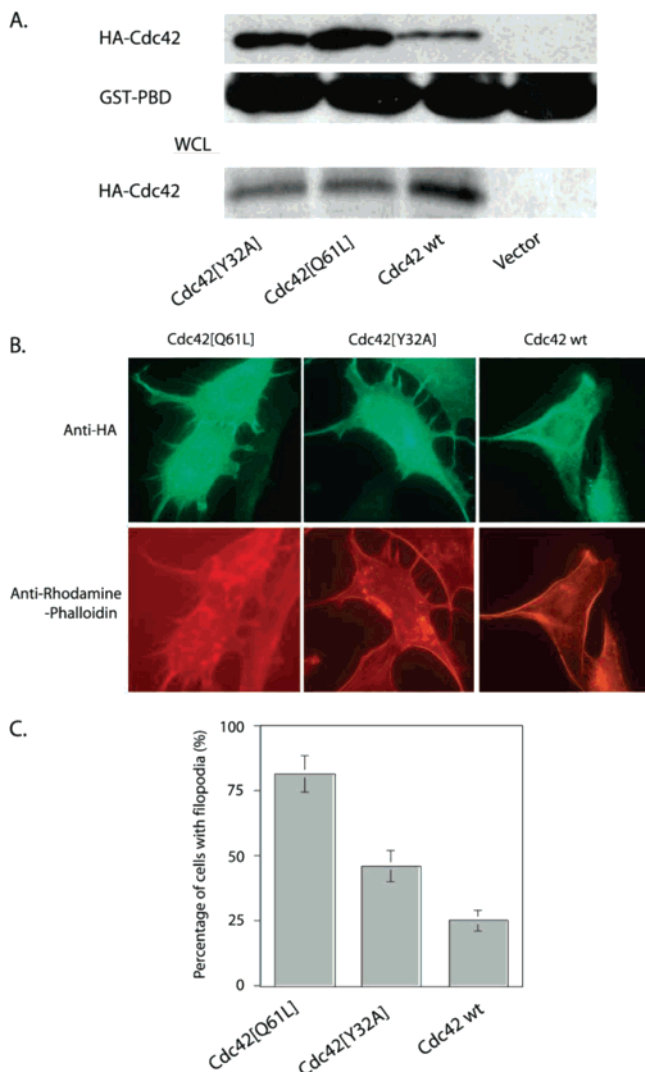 A.
HA-Cdc42
GST-PBD
WCL
HA-Cdc42
Cdc42[Y32A]
Cdc42[Q61L]
Cdc42 wt
Vector
B.
Cdc42[Q61L]
Cdc42[Y32A]
Cdc42 wt
Anti-HA
Anti-Rhodamine
-Phalloidin
C.
Percentage of cells with filopodia (%)
100
75
50
25
0
Cdc42[Q61L]
Cdc42[Y32A]
Cdc42 wt